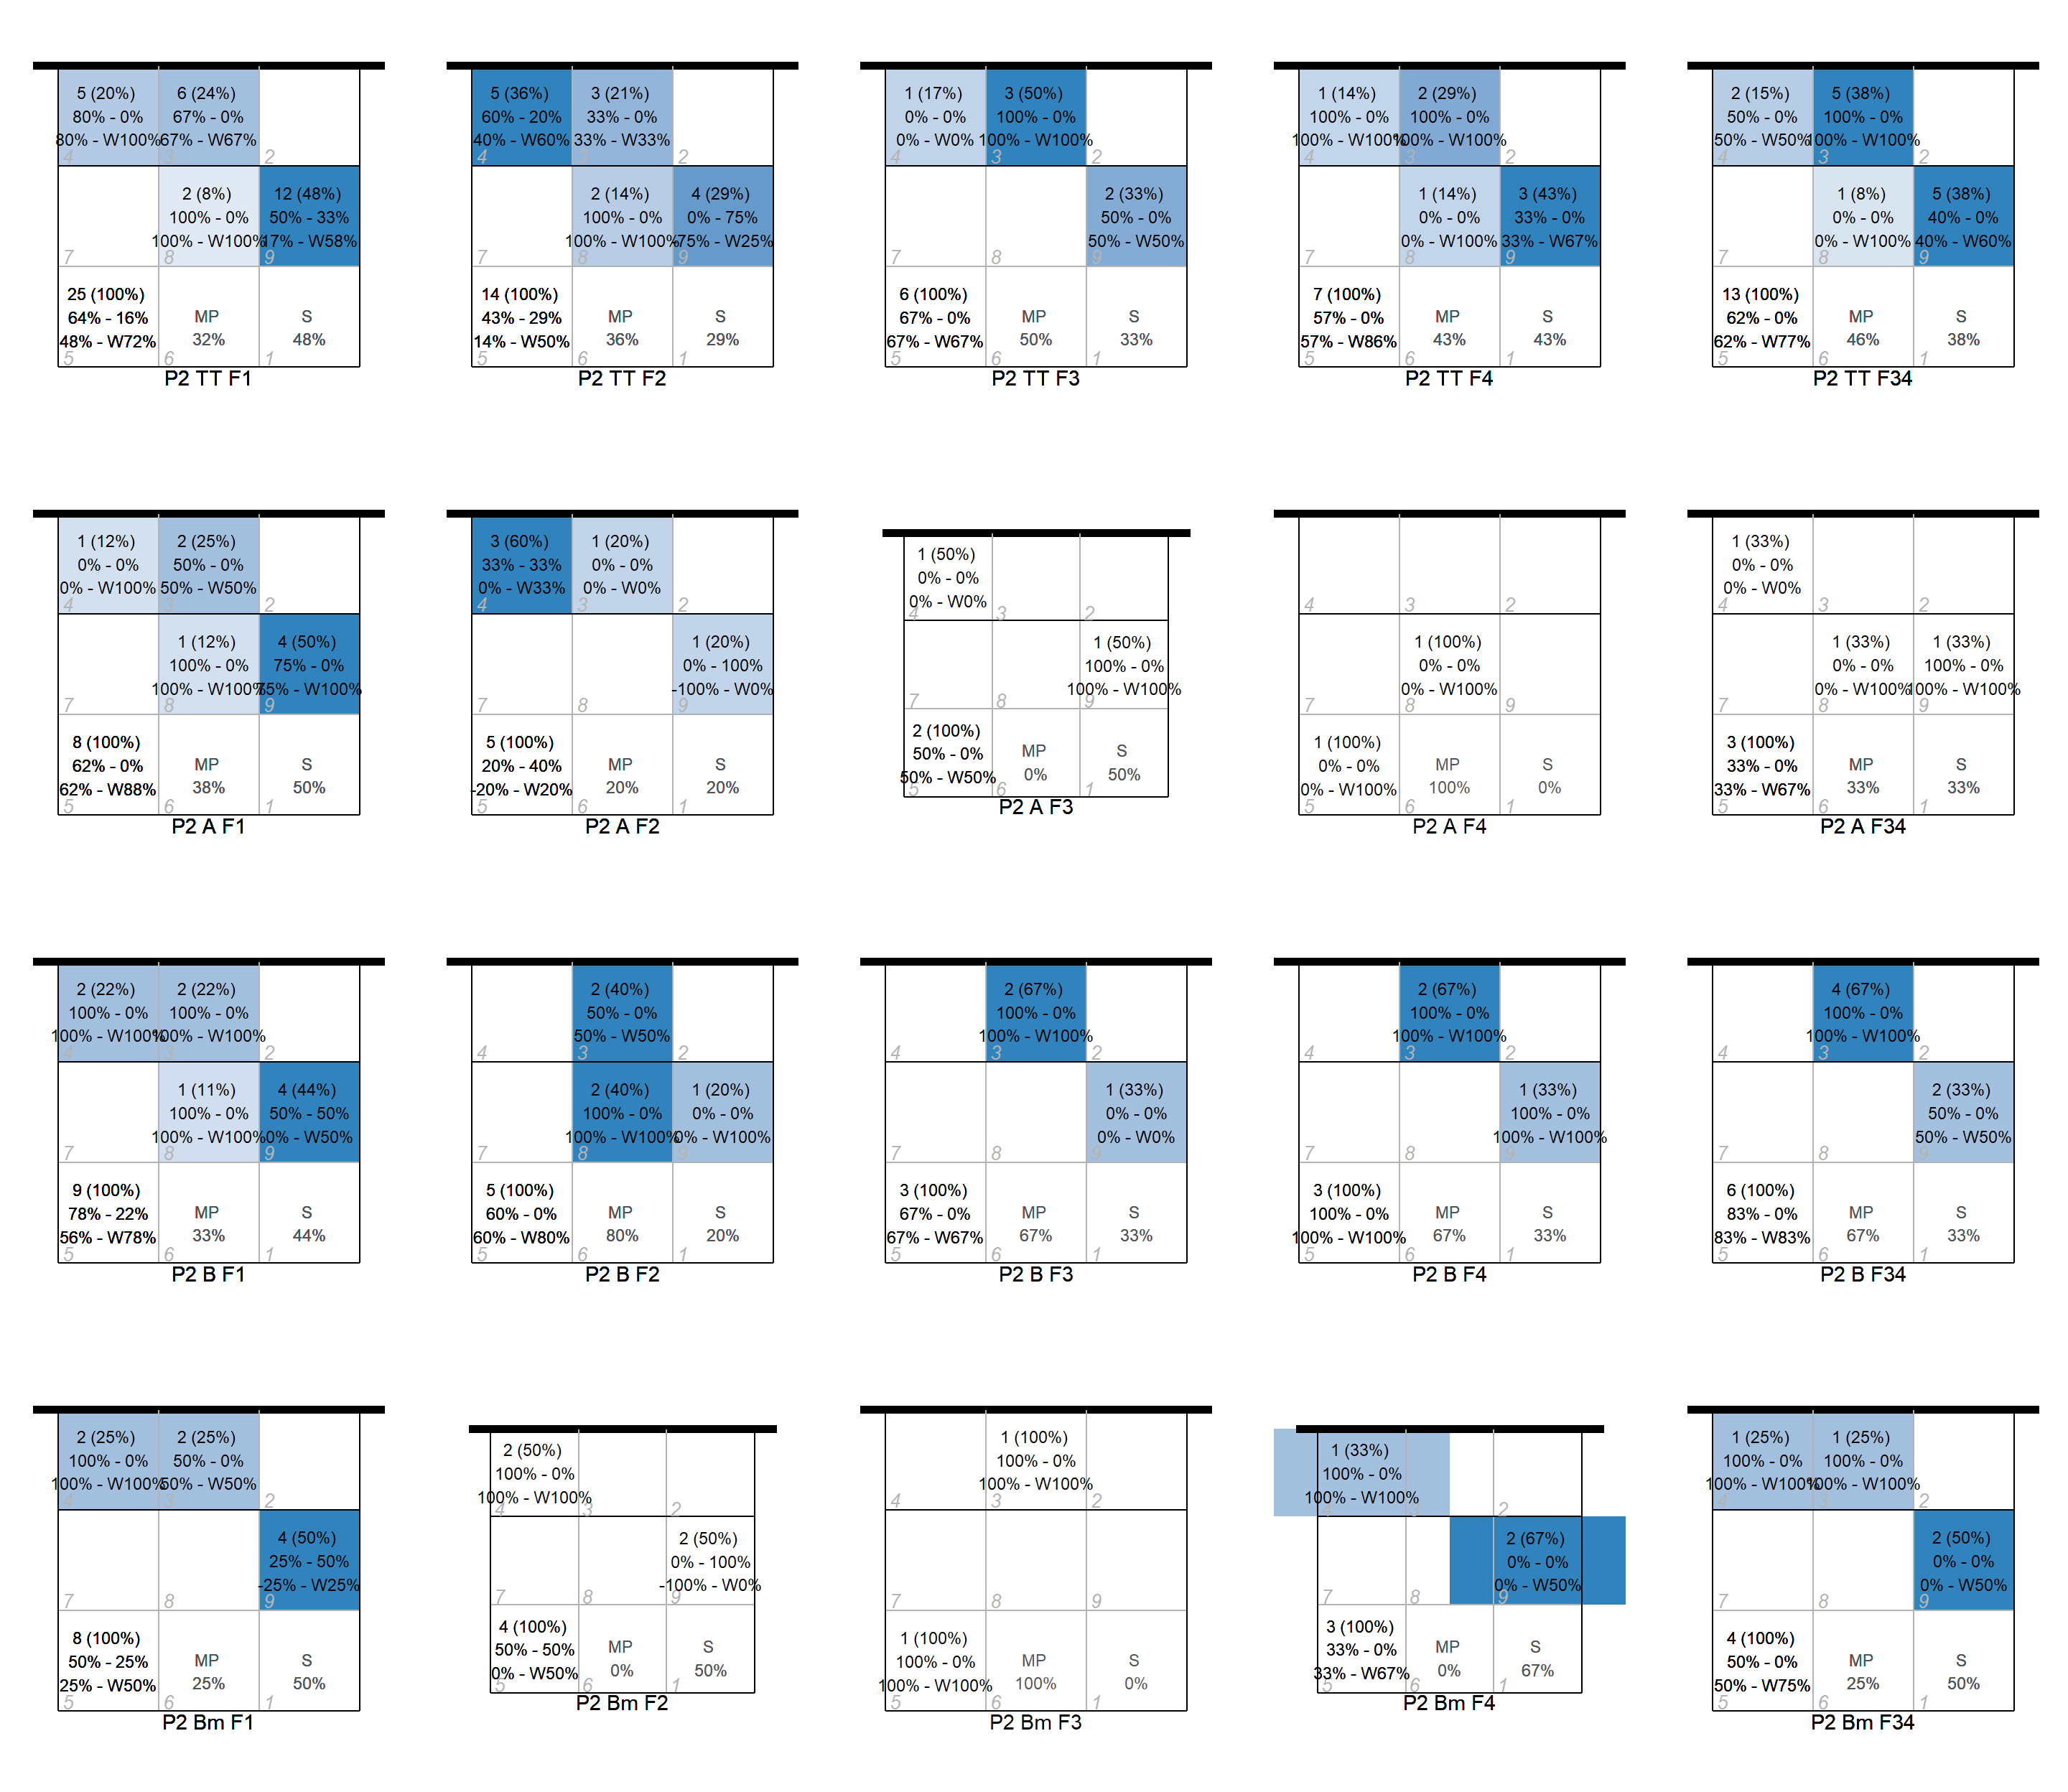 5 (20%)
80% - 0%
80% - W100%
4
6 (24%)
67% - 0%
67% - W67%
3
2
7
2 (8%)
100% - 0%
100% - W100%
8
12 (48%)
50% - 33%
17% - W58%
9
25 (100%)
64% - 16%
48% - W72%
5
MP
32%
6
S
48%
1
P2 TT F1
5 (36%)
60% - 20%
40% - W60%
4
3 (21%)
33% - 0%
33% - W33%
3
2
7
2 (14%)
100% - 0%
100% - W100%
8
4 (29%)
0% - 75%
-75% - W25%
9
14 (100%)
43% - 29%
14% - W50%
5
MP
36%
6
S
29%
1
P2 TT F2
1 (17%)
0% - 0%
0% - W0%
4
3 (50%)
100% - 0%
100% - W100%
3
2
7
8
2 (33%)
50% - 0%
50% - W50%
9
6 (100%)
67% - 0%
67% - W67%
5
MP
50%
6
S
33%
1
P2 TT F3
1 (14%)
100% - 0%
100% - W100%
4
2 (29%)
100% - 0%
100% - W100%
3
2
7
1 (14%)
0% - 0%
0% - W100%
8
3 (43%)
33% - 0%
33% - W67%
9
7 (100%)
57% - 0%
57% - W86%
5
MP
43%
6
S
43%
1
P2 TT F4
2 (15%)
50% - 0%
50% - W50%
4
5 (38%)
100% - 0%
100% - W100%
3
2
7
1 (8%)
0% - 0%
0% - W100%
8
5 (38%)
40% - 0%
40% - W60%
9
13 (100%)
62% - 0%
62% - W77%
5
MP
46%
6
S
38%
1
P2 TT F34
1 (12%)
0% - 0%
0% - W100%
4
2 (25%)
50% - 0%
50% - W50%
3
2
7
1 (12%)
100% - 0%
100% - W100%
8
4 (50%)
75% - 0%
75% - W100%
9
8 (100%)
62% - 0%
62% - W88%
5
MP
38%
6
S
50%
1
P2 A F1
3 (60%)
33% - 33%
0% - W33%
4
1 (20%)
0% - 0%
0% - W0%
3
2
7
8
1 (20%)
0% - 100%
-100% - W0%
9
5 (100%)
20% - 40%
-20% - W20%
5
MP
20%
6
S
20%
1
P2 A F2
1 (50%)
0% - 0%
0% - W0%
4
3
2
7
8
1 (50%)
100% - 0%
100% - W100%
9
2 (100%)
50% - 0%
50% - W50%
5
MP
0%
6
S
50%
1
P2 A F3
4
3
2
7
1 (100%)
0% - 0%
0% - W100%
8
9
1 (100%)
0% - 0%
0% - W100%
5
MP
100%
6
S
0%
1
P2 A F4
1 (33%)
0% - 0%
0% - W0%
4
3
2
7
1 (33%)
0% - 0%
0% - W100%
8
1 (33%)
100% - 0%
100% - W100%
9
3 (100%)
33% - 0%
33% - W67%
5
MP
33%
6
S
33%
1
P2 A F34
2 (22%)
100% - 0%
100% - W100%
4
2 (22%)
100% - 0%
100% - W100%
3
2
7
1 (11%)
100% - 0%
100% - W100%
8
4 (44%)
50% - 50%
0% - W50%
9
9 (100%)
78% - 22%
56% - W78%
5
MP
33%
6
S
44%
1
P2 B F1
4
2 (40%)
50% - 0%
50% - W50%
3
2
7
2 (40%)
100% - 0%
100% - W100%
8
1 (20%)
0% - 0%
0% - W100%
9
5 (100%)
60% - 0%
60% - W80%
5
MP
80%
6
S
20%
1
P2 B F2
4
2 (67%)
100% - 0%
100% - W100%
3
2
7
8
1 (33%)
0% - 0%
0% - W0%
9
3 (100%)
67% - 0%
67% - W67%
5
MP
67%
6
S
33%
1
P2 B F3
4
2 (67%)
100% - 0%
100% - W100%
3
2
7
8
1 (33%)
100% - 0%
100% - W100%
9
3 (100%)
100% - 0%
100% - W100%
5
MP
67%
6
S
33%
1
P2 B F4
4
4 (67%)
100% - 0%
100% - W100%
3
2
7
8
2 (33%)
50% - 0%
50% - W50%
9
6 (100%)
83% - 0%
83% - W83%
5
MP
67%
6
S
33%
1
P2 B F34
2 (25%)
100% - 0%
100% - W100%
4
2 (25%)
50% - 0%
50% - W50%
3
2
7
8
4 (50%)
25% - 50%
-25% - W25%
9
8 (100%)
50% - 25%
25% - W50%
5
MP
25%
6
S
50%
1
P2 Bm F1
2 (50%)
100% - 0%
100% - W100%
4
3
2
7
8
2 (50%)
0% - 100%
-100% - W0%
9
4 (100%)
50% - 50%
0% - W50%
5
MP
0%
6
S
50%
1
P2 Bm F2
4
1 (100%)
100% - 0%
100% - W100%
3
2
7
8
9
1 (100%)
100% - 0%
100% - W100%
5
MP
100%
6
S
0%
1
P2 Bm F3
1 (33%)
100% - 0%
100% - W100%
2
7
8
2 (67%)
0% - 0%
0% - W50%
9
3 (100%)
33% - 0%
33% - W67%
5
MP
0%
6
S
67%
1
P2 Bm F4
1 (25%)
100% - 0%
100% - W100%
4
1 (25%)
100% - 0%
100% - W100%
3
2
7
8
2 (50%)
0% - 0%
0% - W50%
9
4 (100%)
50% - 0%
50% - W75%
5
MP
25%
6
S
50%
1
P2 Bm F34